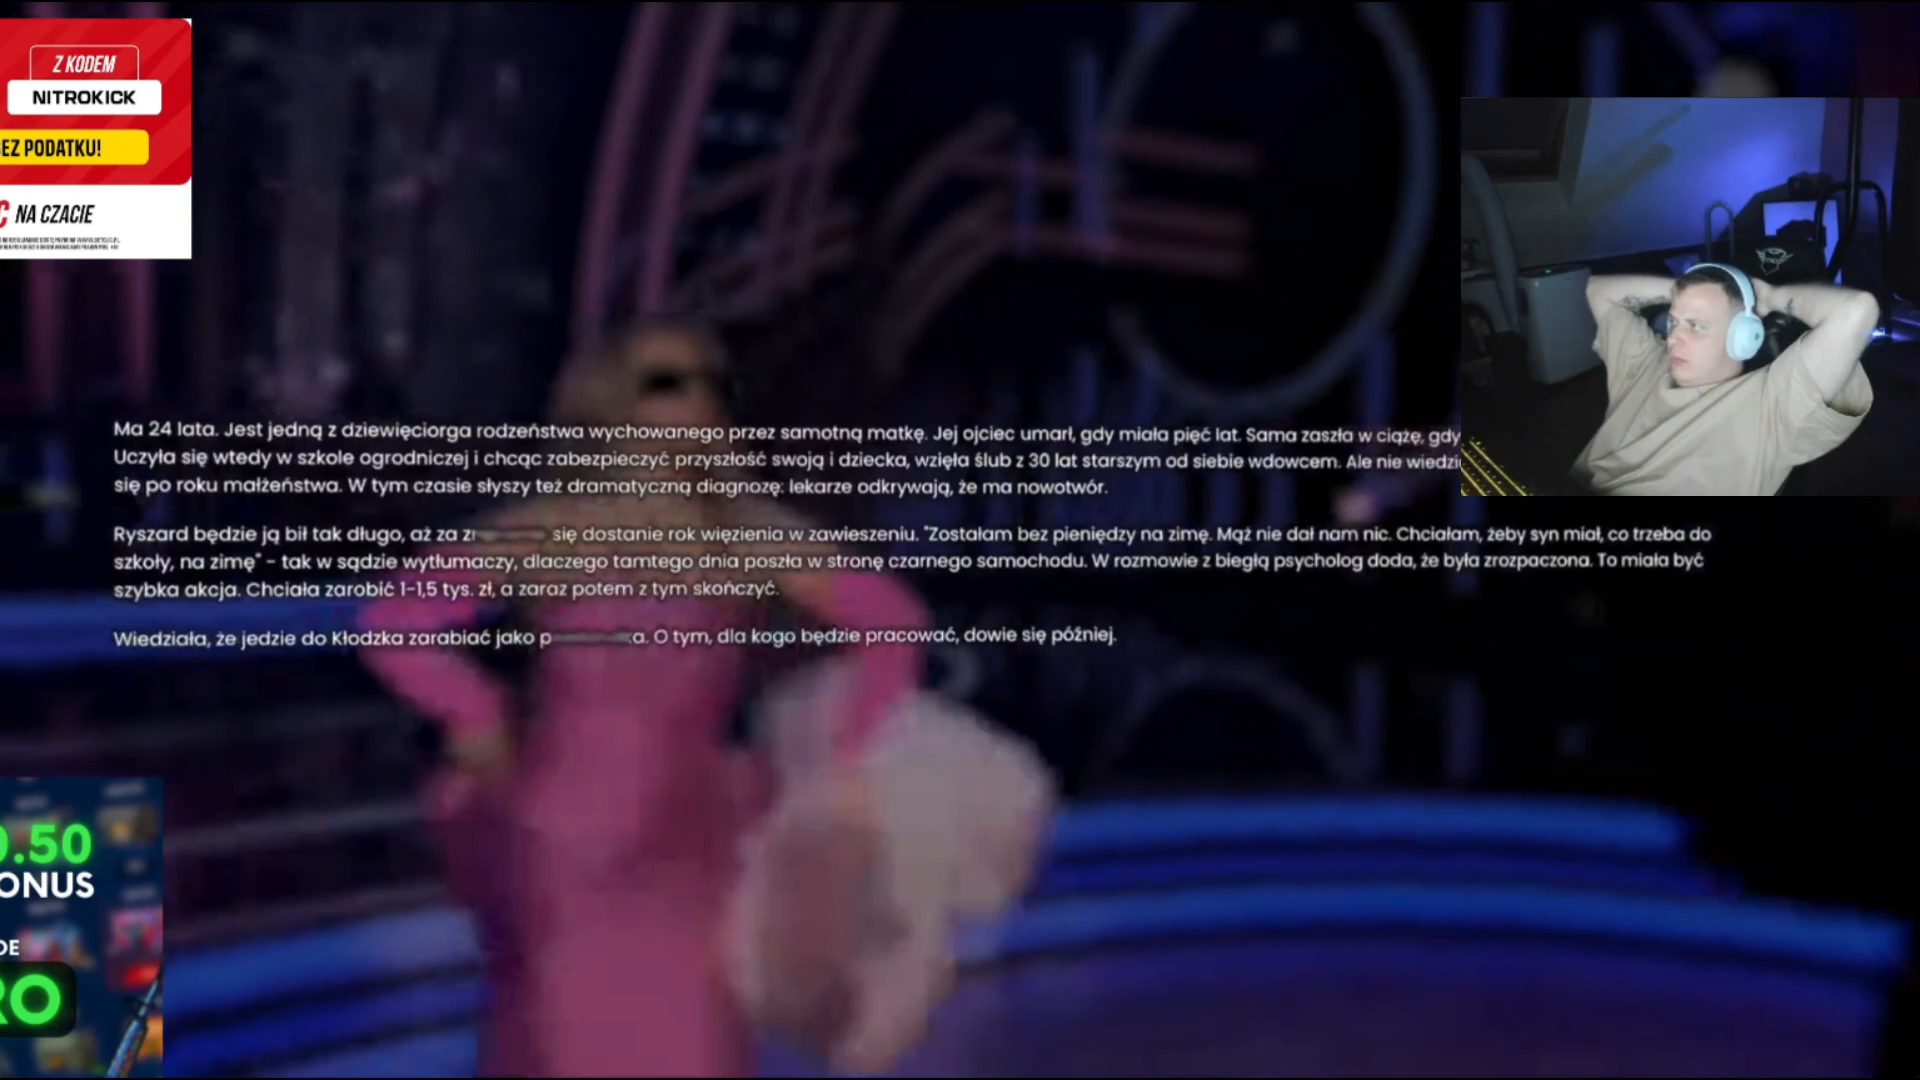 Z KODEM
NITROKICK
EZ PODATKU!
NA CZACIE
Ma 24 lata. Jest jedną z dziewięciorga rodzeństwa wychowanego przez samotną matkę. Jej ojciec umarł, gdy miała pięć lat. Sama zaszła w ciążę, gdy
Uczyła się wtedy w szkole ogrodniczej i chcąc zabezpieczyć przyszłość swoją i dziecka, wzięła ślub z 30 lat starszym od siebie wdowcem. Ale nie wiedzi
się po roku małżeństwa. W tym czasie słyszy też dramatyczną diagnozę: lekarze odkrywają, że ma nowotwór.
Ryszard będzie ją bił tak długo, aż za zn się dostanie rok więzienia w zawieszeniu. "Zostałam bez pieniędzy na zimę. Mąż nie dał nam nic. Chciałam, żeby syn miał, co trzeba do
szkoły, na zimę" - tak w sądzie wytłumaczy, dlaczego tamtego dnia poszła w stronę czarnego samochodu. W rozmowie z biegłą psycholog doda, że była zrozpaczona. To miała być
szybka akcja. Chciała zarobić 1-1,5 tys. zł, a zaraz potem z tym skończyć.
Wiedziała, że jedzie do Kłodzka zarabiać jako p a. O tym, dla kogo będzie pracować, dowie się później.
0.50
ONUS
DE
RO